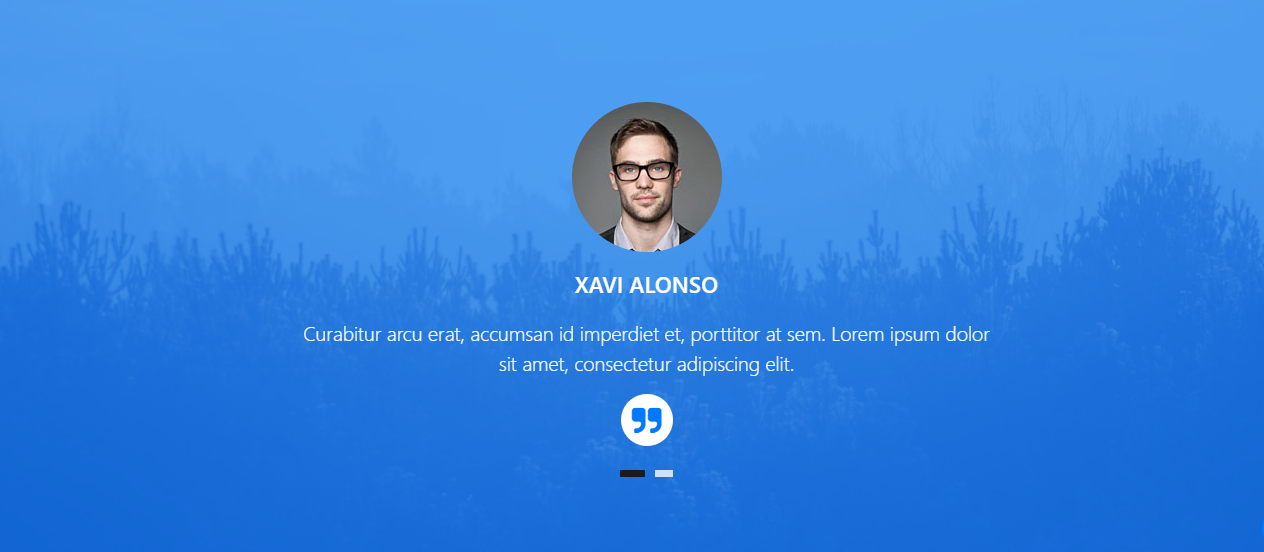 XAVI ALONSO
Curabitur arcu erat, accumsan id imperdiet et, porttitor at sem. Lorem ipsum dolor
sit amet, consectetur adipiscing elit.